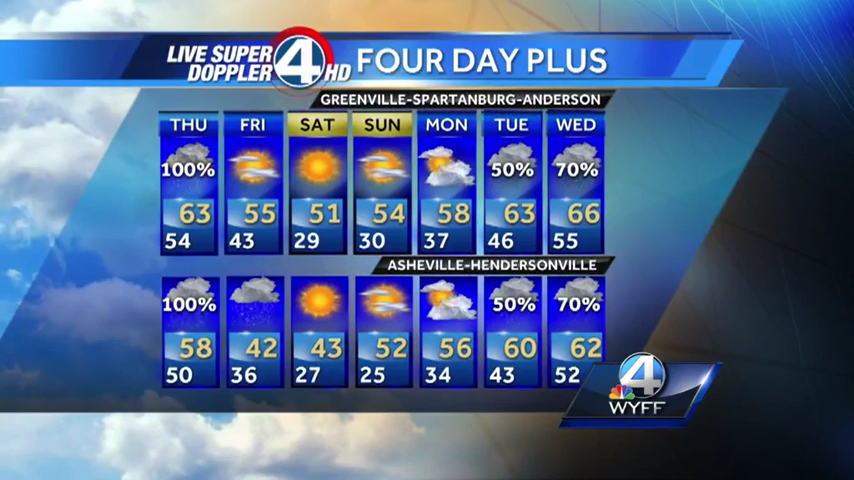 LIVE SUPER DOPPLER 4 HD FOUR DAY PLUS
GREENVILLE-SPARTANBURG-ANDERSON
THU FRI SAT SUN MON TUE WED
100% 50% 70%
63 55 51 54 58 63 66
54 43 29 30 37 46 55
ASHEVILLE-HENDERSONVILLE
100% 50% 70%
58 42 43 52 56 60 62
50 36 27 25 34 43 52
4
WYFF